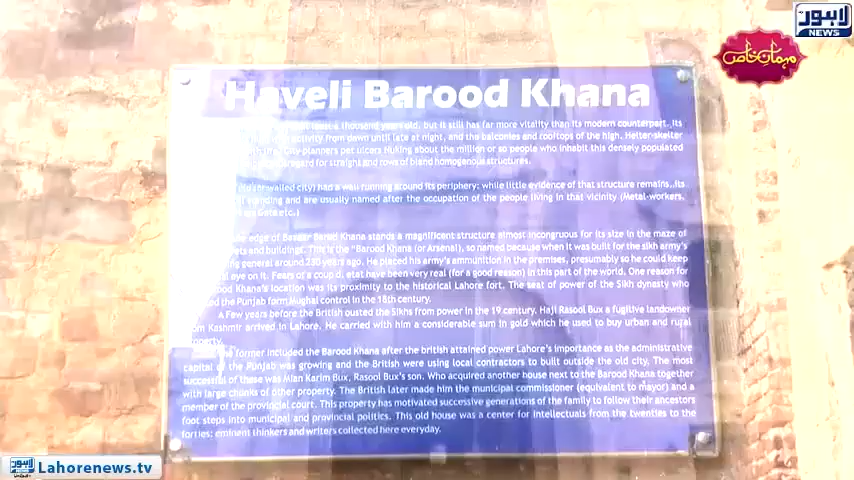 لاہور
NEWS
مہمانِ خاص
Haveli Barood Khana
a thousand years old, but it still has far more vitality than its modern counterpart. Its
activity from dawn until late at night, and the balconies and rooftops of the high. Helter-skelter
City planners get ulcers Huking about the million or so people who inhabit this densely populated
disregard for straight and rows of bland homogenous structures.
walled city) had a wall running around its periphery; while little evidence of that structure remains, its
standing and are usually named after the occupation of the people living in that vicinity (Metal-workers,
Gate etc.)
edge of Bazaar Barod Khana stands a magnificent structure almost incongruous for its size in the maze of
streets and buildings. This is the "Barood Khana (or Arsenal), so named because when it was built for the sikh army's
general around 250 years ago. He placed his army's ammunition in the premises, presumably so he could keep
eye on it. Fears of a coup d, etat have been very real (for a good reason) in this part of the world. One reason for
Khana's location was its proximity to the historical Lahore fort. The seat of power of the Sikh dynasty who
the Punjab form Mughal control in the 18th century.
A Few years before the British ousted the Sikhs from power in the 19 century. Haji Rasool Bux a fugitive landowner
from Kashmir arrived in Lahore. He carried with him a considerable sum in gold which he used to buy urban and rural
property.
former included the Barood Khana after the british attained power Lahore's importance as the administrative
capital of the Punjab was growing and the British were using local contractors to built outside the old city. The most
successful of these was Mian Karim Bux, Rasool Bux's son. Who acquired another house next to the Barood Khana together
with large chunks of other property. The British later made him the municipal commissioner (equivalent to mayor) and a
member of the provincial court. This property has motivated successive generations of the family to follow their ancestors
foot steps into municipal and provincial politics. This old house was a center for intellectuals from the twenties to the
forties; eminent thinkers and writers collected here everyday.
لاہور
NEWS
Lahorenews.tv